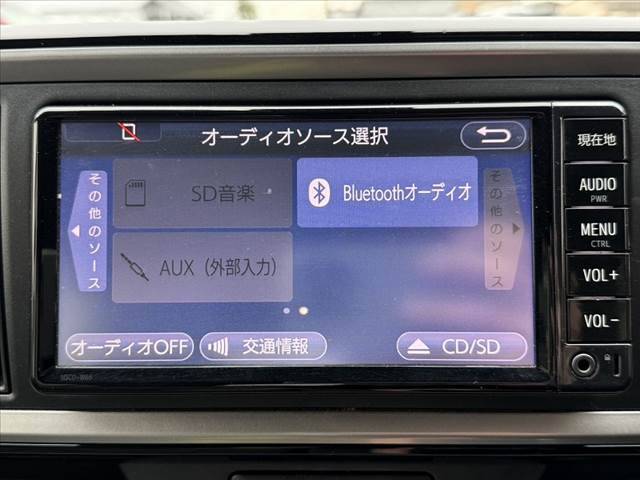 オーディオソース選択
その他のソース
SD音楽
Bluetoothオーディオ
その他のソース
AUX（外部入力）
オーディオOFF
交通情報
CD/SD
現在地
AUDIO
PWR
MENU
CTRL
VOL+
VOL-